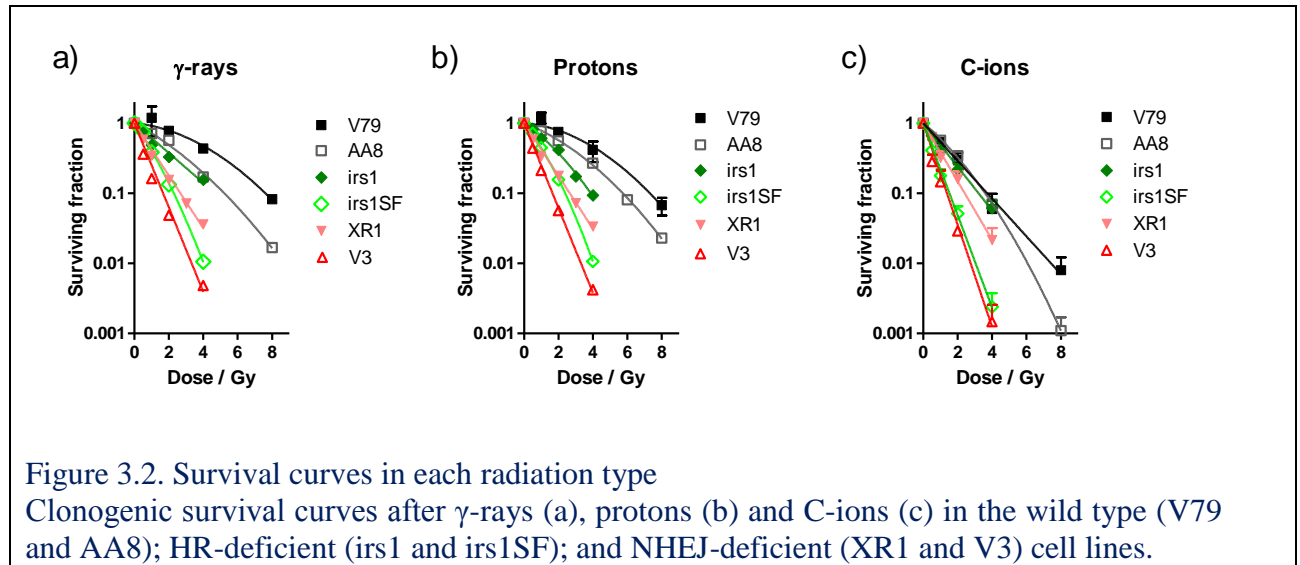 a)
γ-rays
Surviving fraction
1
0.1
0.01
0.001
0 2 4 6 8
Dose / Gy
V79
AA8
irs1
irs1SF
XR1
V3
b)
Protons
Surviving fraction
1
0.1
0.01
0.001
0 2 4 6 8
Dose / Gy
V79
AA8
irs1
irs1SF
XR1
V3
c)
C-ions
Surviving fraction
1
0.1
0.01
0.001
0 2 4 6 8
Dose / Gy
V79
AA8
irs1
irs1SF
XR1
V3
Figure 3.2. Survival curves in each radiation type
Clonogenic survival curves after γ-rays (a), protons (b) and C-ions (c) in the wild type (V79
and AA8); HR-deficient (irs1 and irs1SF); and NHEJ-deficient (XR1 and V3) cell lines.